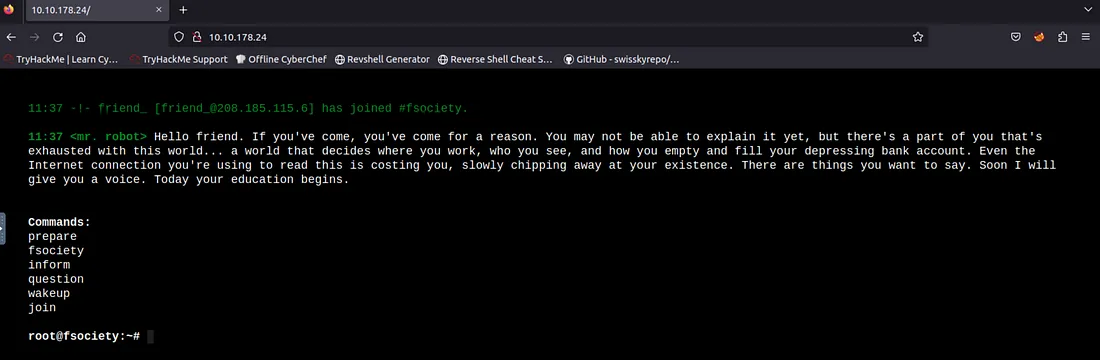 10.10.178.24/
10.10.178.24
TryHackMe | Learn Cy… TryHackMe Support Offline CyberChef Revshell Generator Reverse Shell Cheat S… GitHub - swisskyrepo/…
11:37 -!- friend_ [friend_@208.185.115.6] has joined #fsociety.
11:37 <mr. robot> Hello friend. If you've come, you've come for a reason. You may not be able to explain it yet, but there's a part of you that's
exhausted with this world... a world that decides where you work, who you see, and how you empty and fill your depressing bank account. Even the
Internet connection you're using to read this is costing you, slowly chipping away at your existence. There are things you want to say. Soon I will
give you a voice. Today your education begins.
Commands:
prepare
fsociety
inform
question
wakeup
join
root@fsociety:~#